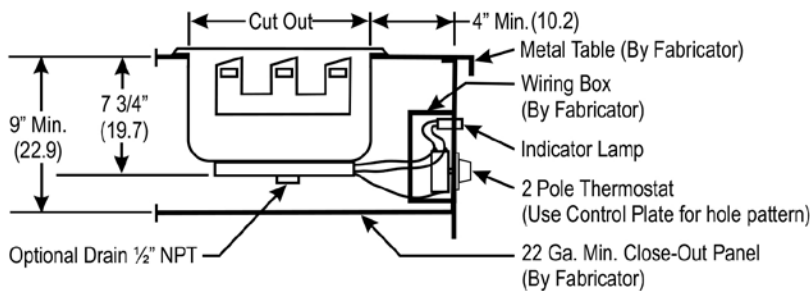 Cut Out
4” Min. (10.2)
Metal Table (By Fabricator)
Wiring Box
(By Fabricator)
7 3/4”
(19.7)
9” Min.
(22.9)
Indicator Lamp
2 Pole Thermostat
(Use Control Plate for hole pattern)
Optional Drain ½” NPT
22 Ga. Min. Close-Out Panel
(By Fabricator)